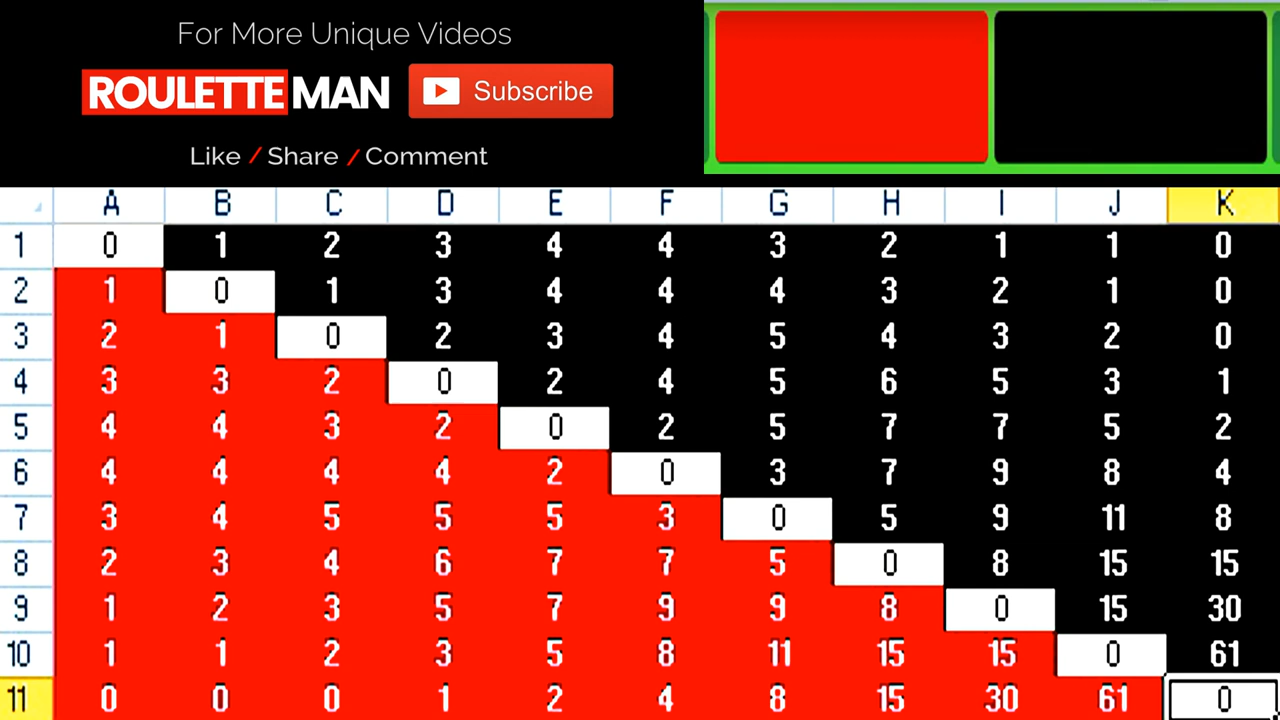 For More Unique Videos
ROULETTE MAN Subscribe
Like / Share / Comment
A B C D E F G H I J K
1 0 1 2 3 4 4 3 2 1 1 0
2 1 0 1 3 4 4 4 3 2 1 0
3 2 1 0 2 3 4 5 4 3 2 0
4 3 3 2 0 2 4 5 6 5 3 1
5 4 4 3 2 0 2 5 7 7 5 2
6 4 4 4 4 2 0 3 7 9 8 4
7 3 4 5 5 5 3 0 5 9 11 8
8 2 3 4 6 7 7 5 0 8 15 15
9 1 2 3 5 7 9 9 8 0 15 30
10 1 1 2 3 5 8 11 15 15 0 61
11 0 0 0 1 2 4 8 15 30 61 0